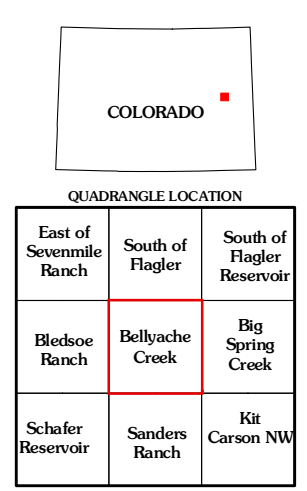 COLORADO
QUADRANGLE LOCATION
East of
Sevenmile
Ranch
South of
Flagler
South of
Flagler
Reservoir
Bledsoe
Ranch
Bellyache
Creek
Big
Spring
Creek
Schafer
Reservoir
Sanders
Ranch
Kit
Carson NW